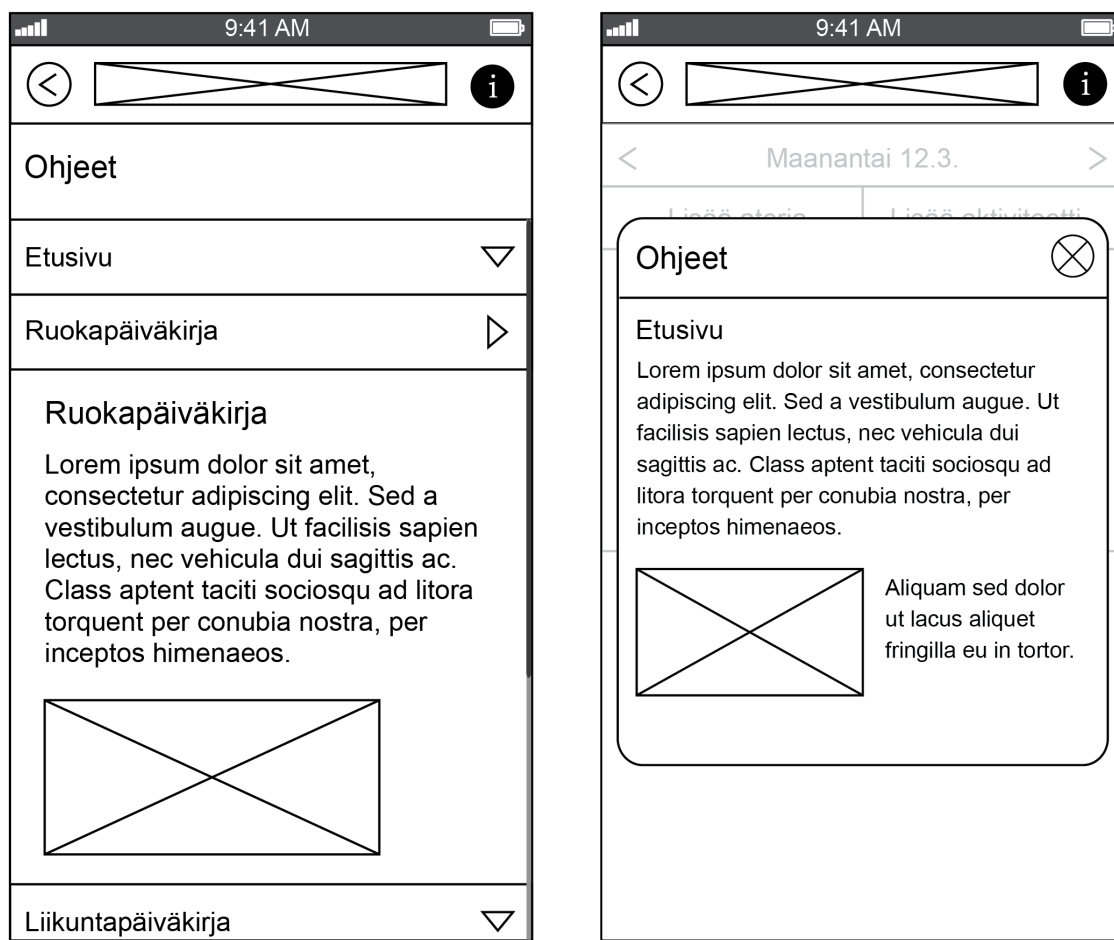 9:41 AM
i
Ohjeet
Etusivu
Ruokapäiväkirja
Ruokapäiväkirja
Lorem ipsum dolor sit amet,
consectetur adipiscing elit. Sed a
vestibulum augue. Ut facilisis sapien
lectus, nec vehicula dui sagittis ac.
Class aptent taciti sociosqu ad litora
torquent per conubia nostra, per
inceptos himenaeos.
Liikuntapäiväkirja
9:41 AM
i
< Maanantai 12.3. >
Lisää ateria Lisää aktiviteetti
Ohjeet
Etusivu
Lorem ipsum dolor sit amet, consectetur
adipiscing elit. Sed a vestibulum augue. Ut
facilisis sapien lectus, nec vehicula dui
sagittis ac. Class aptent taciti sociosqu ad
litora torquent per conubia nostra, per
inceptos himenaeos.
Aliquam sed dolor
ut lacus aliquet
fringilla eu in tortor.